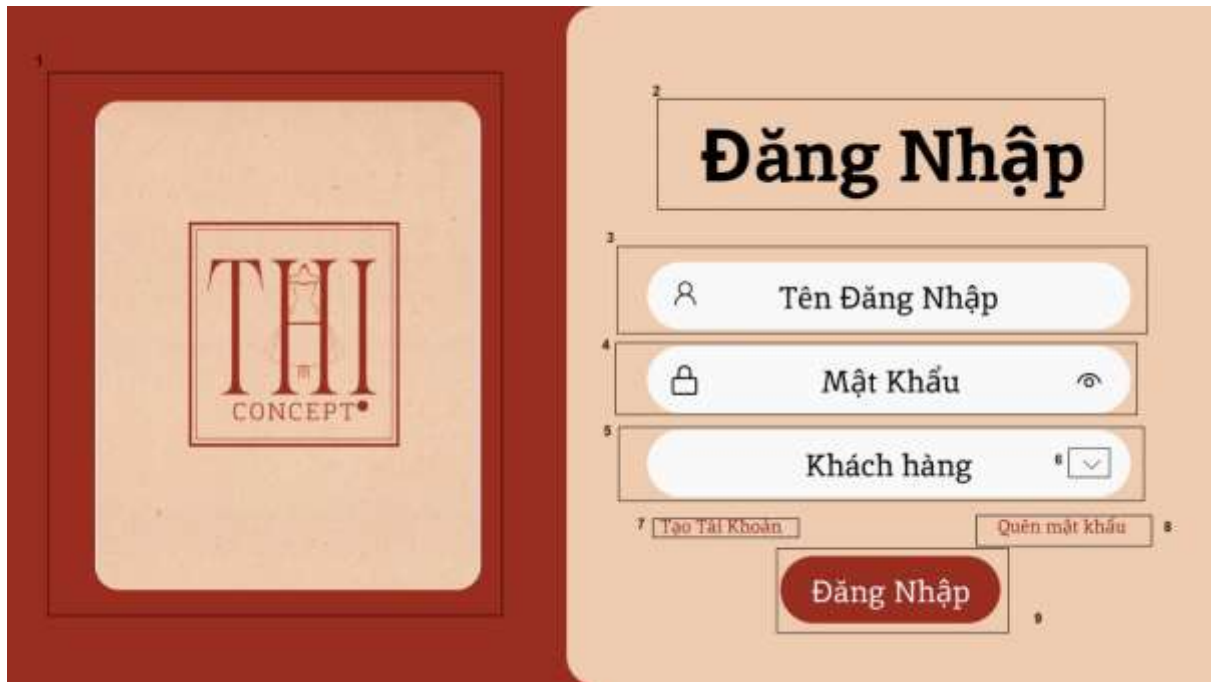 1
THỊ
CONCEPT
2
Đăng Nhập
3
Tên Đăng Nhập
4
Mật Khẩu
5
Khách hàng
6
7 Tạo Tài Khoản
Quên mật khẩu 8
Đăng Nhập
9